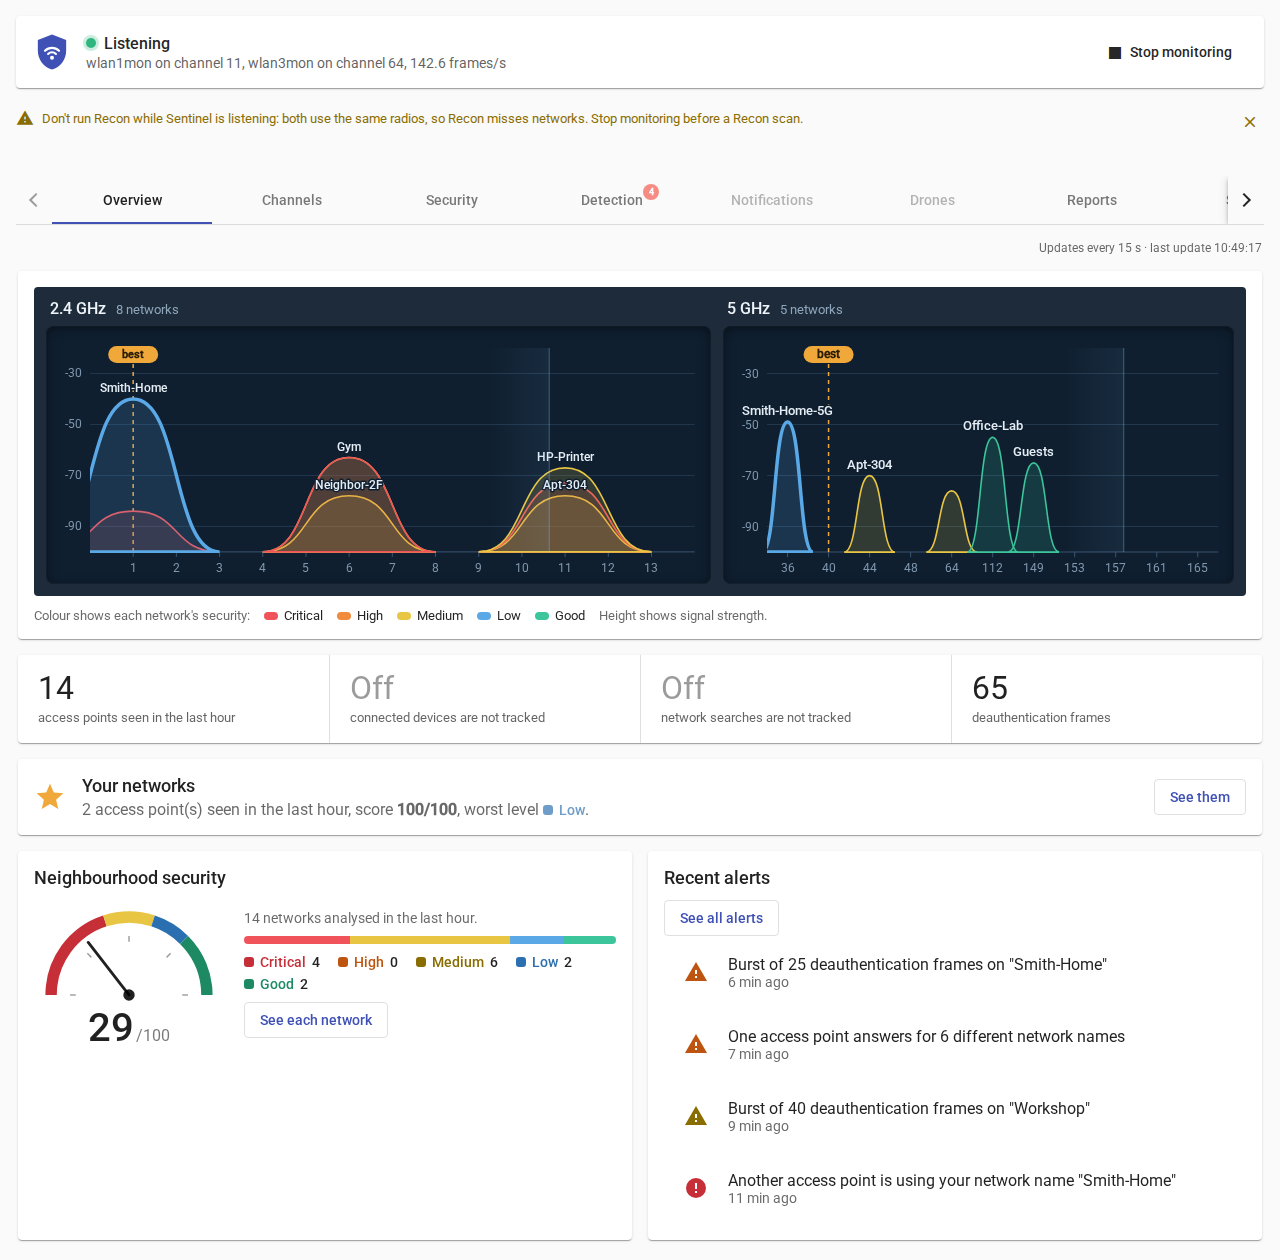 Listening
wlan1mon on channel 11, wlan3mon on channel 64, 142.6 frames/s
Stop monitoring
Don't run Recon while Sentinel is listening: both use the same radios, so Recon misses networks. Stop monitoring before a Recon scan.
Overview
Channels
Security
Detection 4
Notifications
Drones
Reports
Updates every 15 s · last update 10:49:17
2.4 GHz 8 networks
best
-30
Smith-Home
-50
Gym
HP-Printer
-70
Neighbor-2F
Apt-304
-90
1 2 3 4 5 6 7 8 9 10 11 12 13
5 GHz 5 networks
best
-30
Smith-Home-5G
-50
Office-Lab
Guests
Apt-304
-70
-90
36 40 44 48 64 112 149 153 157 161 165
Colour shows each network's security: Critical High Medium Low Good Height shows signal strength.
14
access points seen in the last hour
Off
connected devices are not tracked
Off
network searches are not tracked
65
deauthentication frames
Your networks
2 access point(s) seen in the last hour, score 100/100, worst level Low.
See them
Neighbourhood security
29/100
14 networks analysed in the last hour.
Critical 4 High 0 Medium 6 Low 2
Good 2
See each network
Recent alerts
See all alerts
Burst of 25 deauthentication frames on "Smith-Home"
6 min ago
One access point answers for 6 different network names
7 min ago
Burst of 40 deauthentication frames on "Workshop"
9 min ago
Another access point is using your network name "Smith-Home"
11 min ago